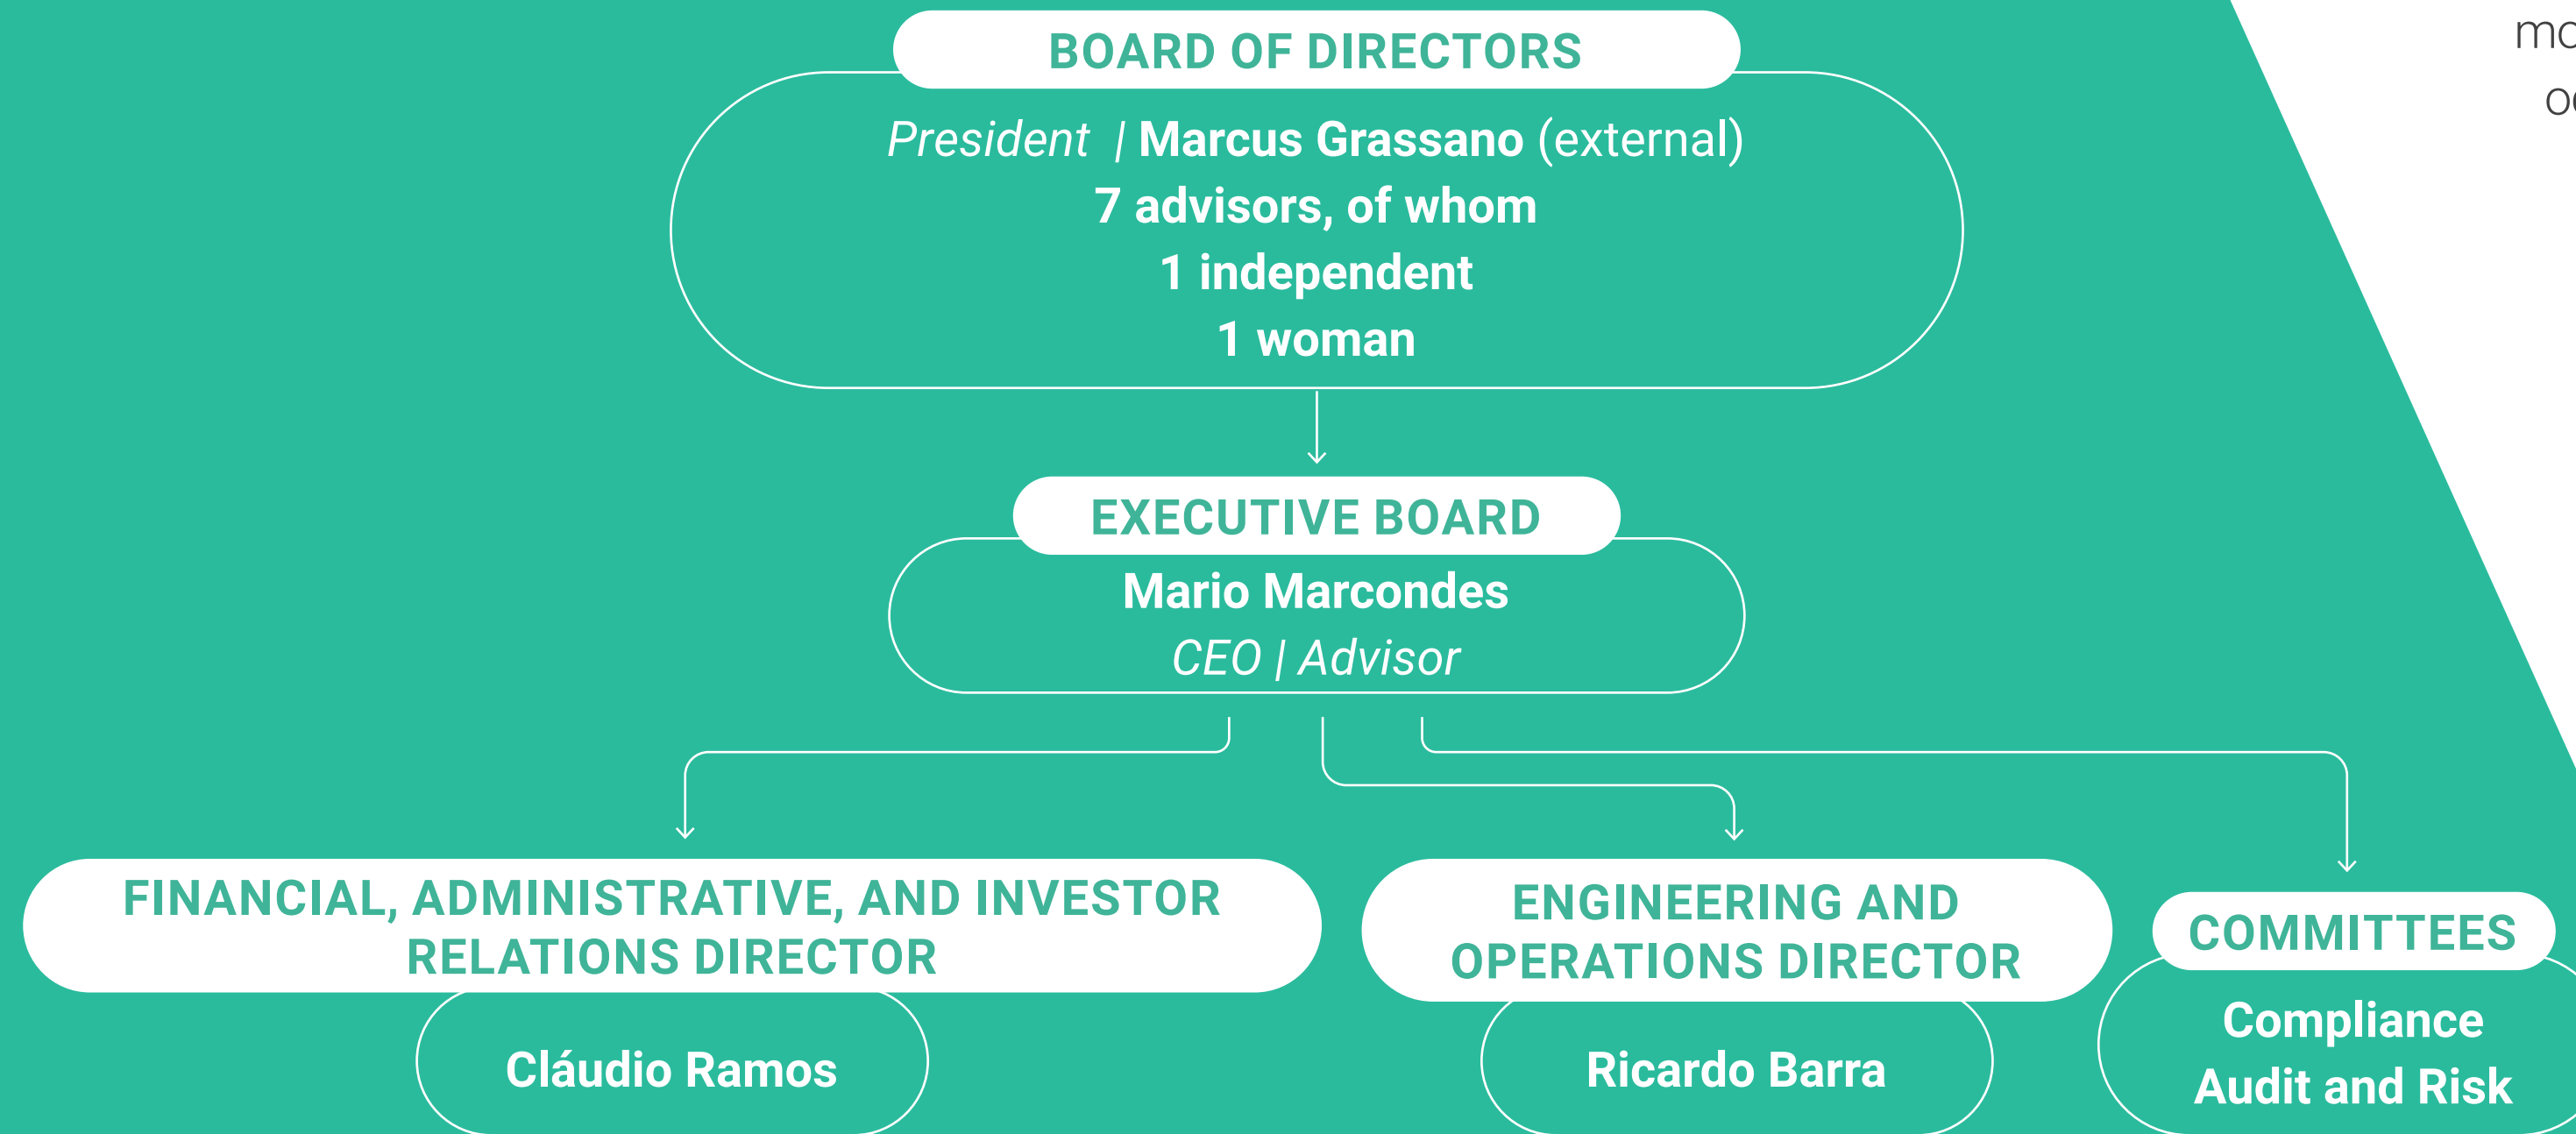 BOARD OF DIRECTORS
President | Marcus Grassano (external)
7 advisors, of whom
1 independent
1 woman
EXECUTIVE BOARD
Mario Marcondes
CEO | Advisor
FINANCIAL, ADMINISTRATIVE, AND INVESTOR
RELATIONS DIRECTOR
Cláudio Ramos
ENGINEERING AND
OPERATIONS DIRECTOR
Ricardo Barra
COMMITTEES
Compliance
Audit and Risk